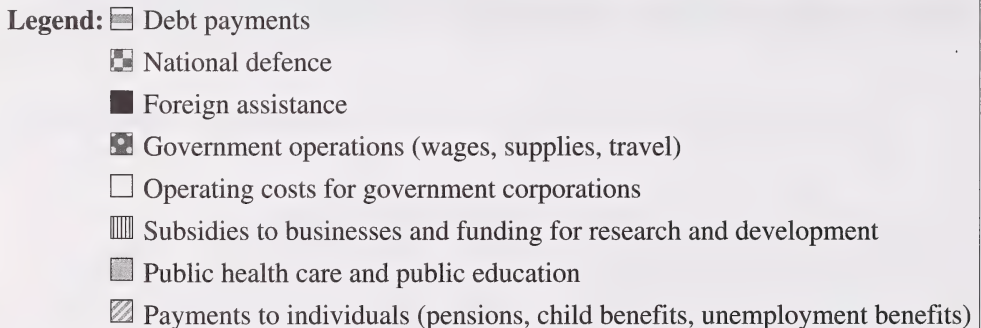 Legend: Debt payments
National defence
Foreign assistance
Government operations (wages, supplies, travel)
Operating costs for government corporations
Subsidies to businesses and funding for research and development
Public health care and public education
Payments to individuals (pensions, child benefits, unemployment benefits)